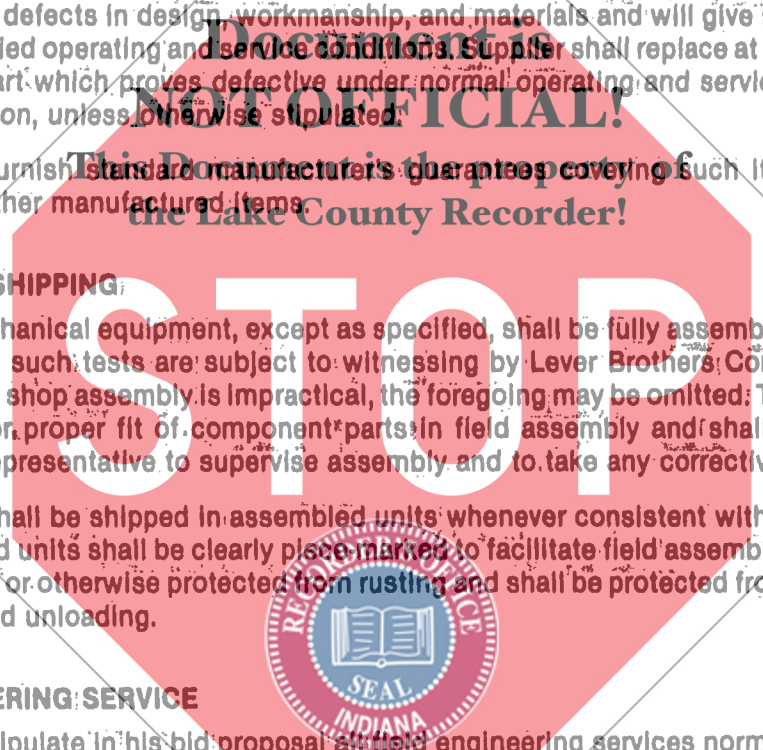 defects in design, workmanship, and materials and will give
Document is
led operating and service conditions. Supplier shall replace at
art which proves defective under normal operating and servic
NOT OFFICIAL!
on, unless otherwise stipulated.
This Document is the property of
urnish standard manufacturer's guarantees covering such it
her manufactured items.
the Lake County Recorder!
SHIPPING
hanical equipment, except as specified, shall be fully assemb
such tests are subject to witnessing by Lever Brothers Co
shop assembly is impractical, the foregoing may be omitted. T
or proper fit of component parts in field assembly and shall
epresentative to supervise assembly and to take any correctiv
STOP
hall be shipped in assembled units whenever consistent with
d units shall be clearly piece-marked to facilitate field assemb
or otherwise protected from rusting and shall be protected fro
d unloading.
RECORDER'S OFFICE
SEAL
INDIANA
ERING SERVICE
ipulate in his bid proposal all field engineering services norm